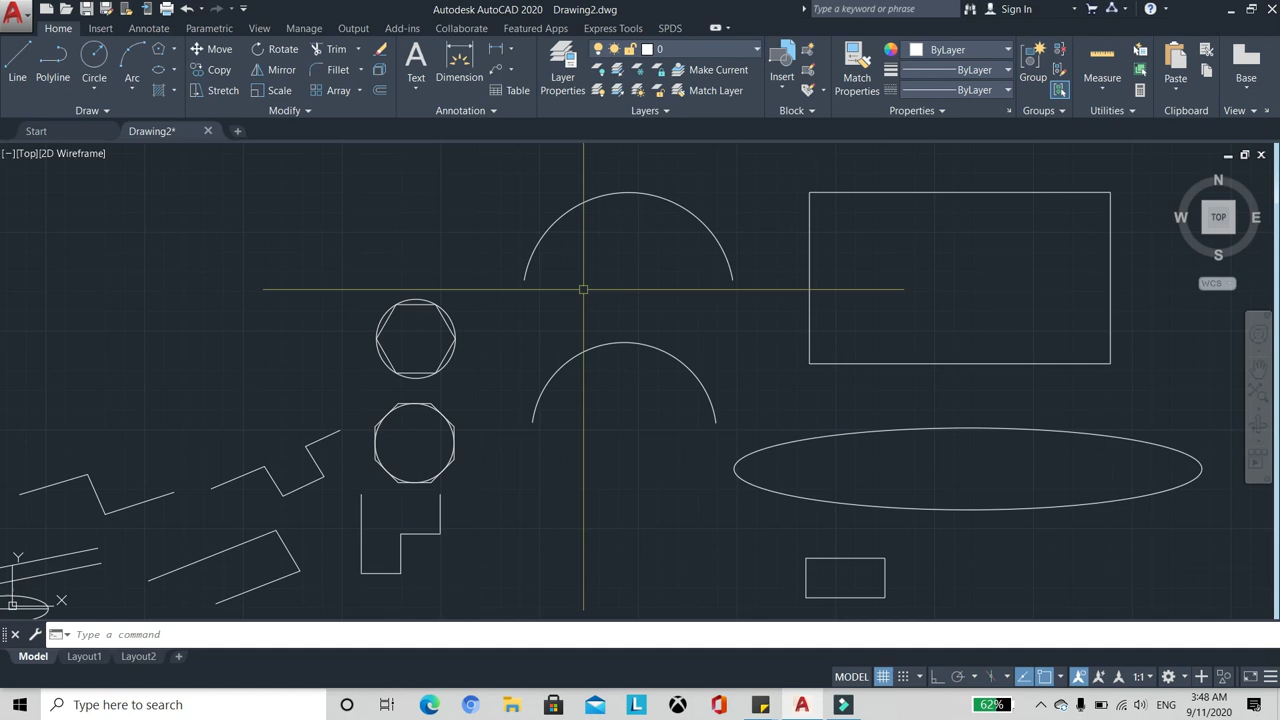 Autodesk AutoCAD 2020 Drawing2.dwg
Type a keyword or phrase
Sign In
Home Insert Annotate Parametric View Manage Output Add-ins Collaborate Featured Apps Express Tools SPDS
Line Polyline Circle Arc
Draw
Move Rotate Trim
Copy Mirror Fillet
Stretch Scale Array
Modify
Text Dimension Table
Annotation
Layer Properties
0
Make Current
Match Layer
Layers
Insert
Block
Match Properties
ByLayer
ByLayer
ByLayer
Properties
Group
Groups
Measure
Utilities
Paste
Clipboard
Base
View
Start Drawing2*
[−][Top][2D Wireframe]
N
W TOP E
S
WCS
Y
X
Type a command
Model Layout1 Layout2
MODEL 1:1
Type here to search
L
62%
ENG
3:48 AM
9/11/2020